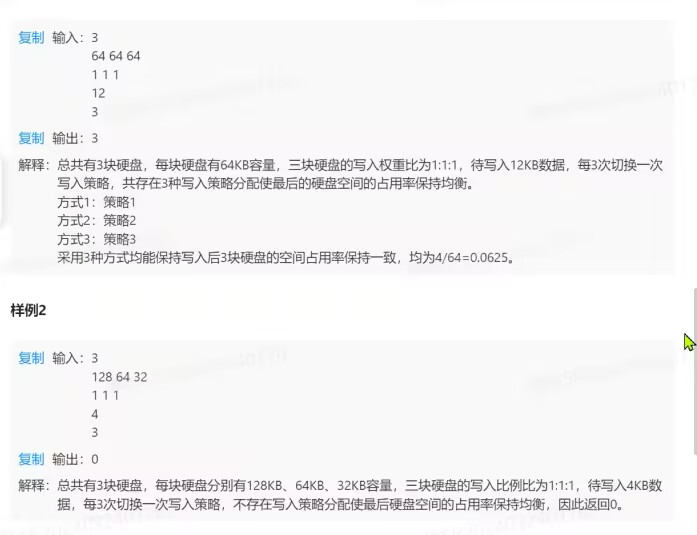 复制 输入：3
64 64 64
1 1 1
12
3
复制 输出：3
解释：总共有3块硬盘，每块硬盘有64KB容量，三块硬盘的写入权重比为1:1:1，待写入12KB数据，每3次切换一次
写入策略，共存在3种写入策略分配使最后的硬盘空间的占用率保持均衡。
方式1：策略1
方式2：策略2
方式3：策略3
采用3种方式均能保持写入后3块硬盘的空间占用率保持一致，均为4/64=0.0625。
样例2
复制 输入：3
128 64 32
1 1 1
4
3
复制 输出：0
解释：总共有3块硬盘，每块硬盘分别有128KB、64KB、32KB容量，三块硬盘的写入比例比为1:1:1，待写入4KB数
据，每3次切换一次写入策略，不存在写入策略分配使最后硬盘空间的占用率保持均衡，因此返回0。